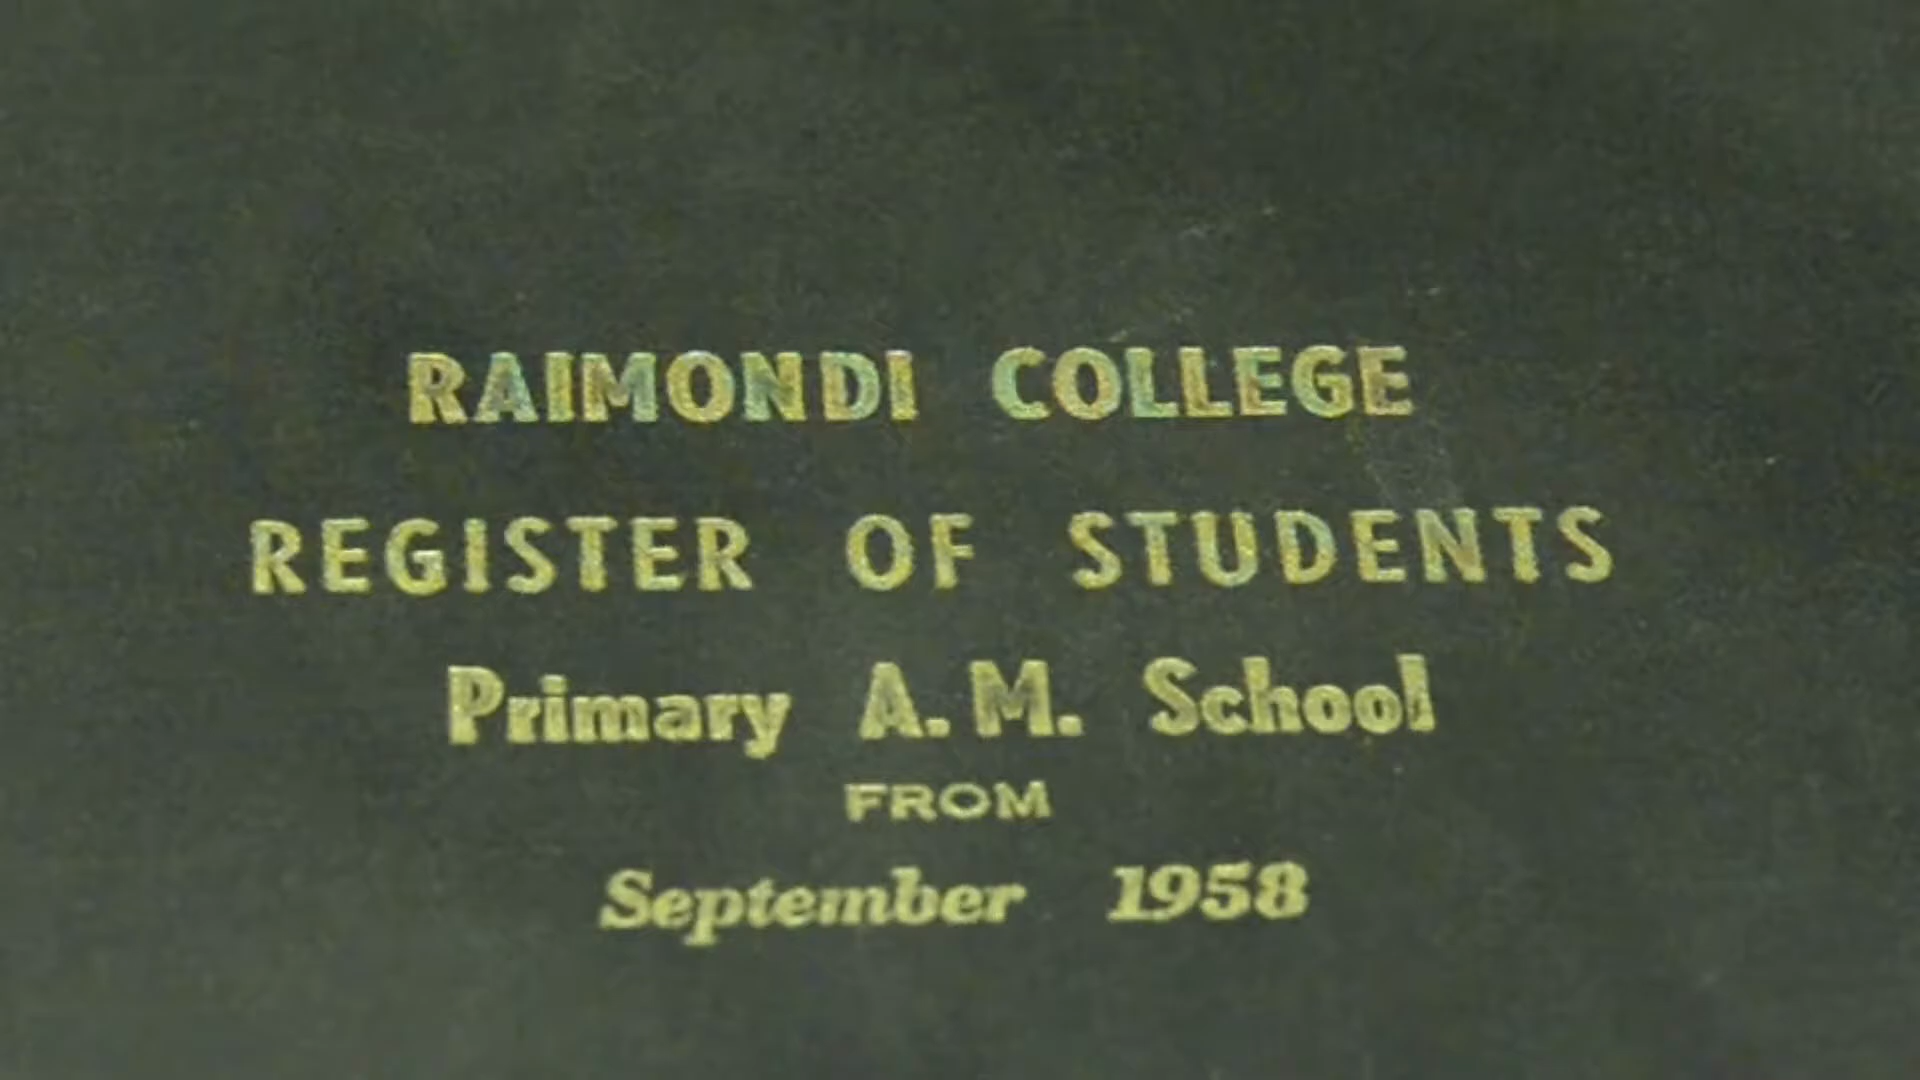 RAIMONDI COLLEGE
REGISTER OF STUDENTS
Primary A.M. School
FROM
September 1958